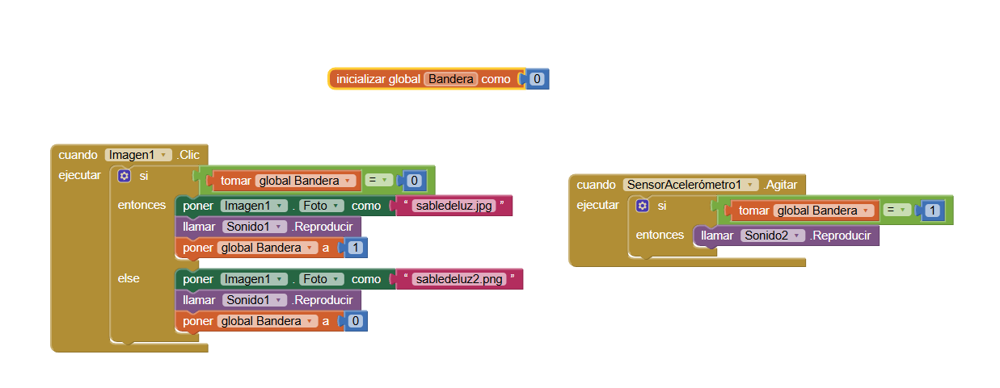 inicializar global Bandera como 0
cuando Imagen1 .Clic
ejecutar si tomar global Bandera = 0
entonces poner Imagen1 . Foto como " sabledeluz.jpg "
llamar Sonido1 .Reproducir
poner global Bandera a 1
else poner Imagen1 . Foto como " sabledeluz2.png "
llamar Sonido1 .Reproducir
poner global Bandera a 0
cuando SensorAcelerómetro1 .Agitar
ejecutar si tomar global Bandera = 1
entonces llamar Sonido2 .Reproducir